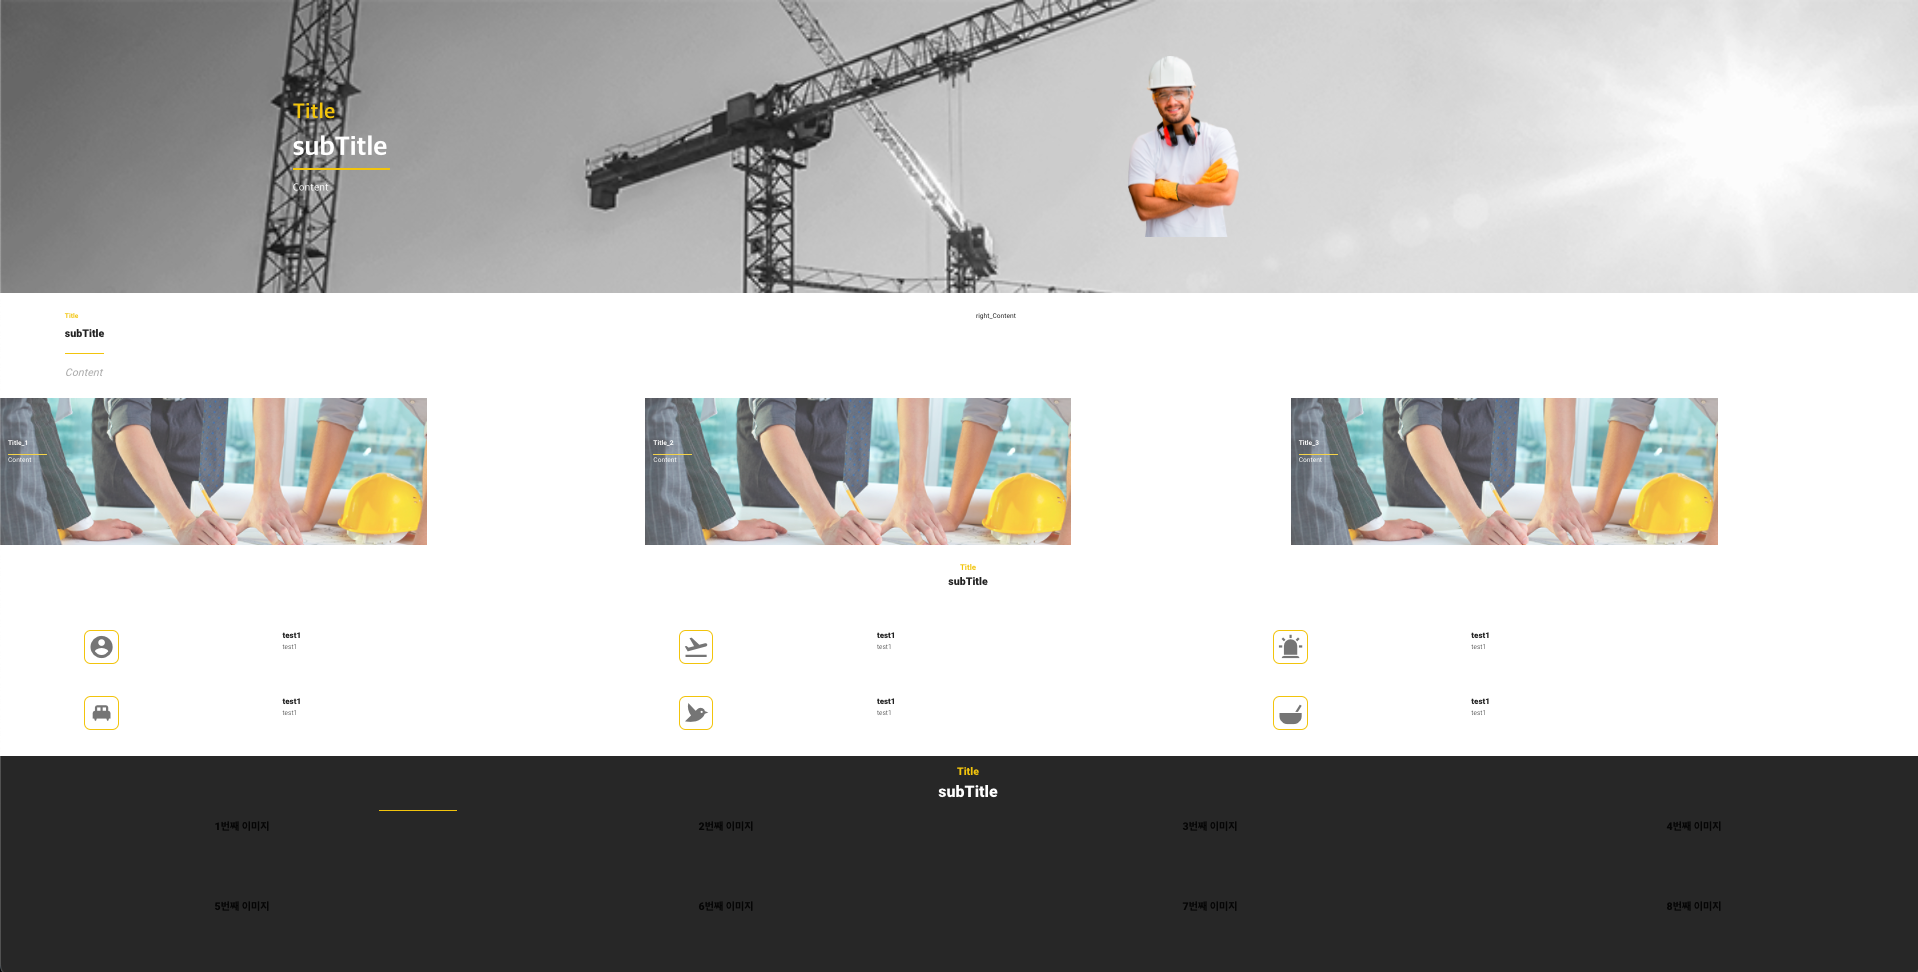 Title
subTitle
Content
Title
subTitle
Content
right_Content
Title_1
Content
Title_2
Content
Title_3
Content
Title
subTitle
test1
test1
test1
test1
test1
test1
test1
test1
test1
test1
test1
test1
Title
subTitle
1번째 이미지
2번째 이미지
3번째 이미지
4번째 이미지
5번째 이미지
6번째 이미지
7번째 이미지
8번째 이미지